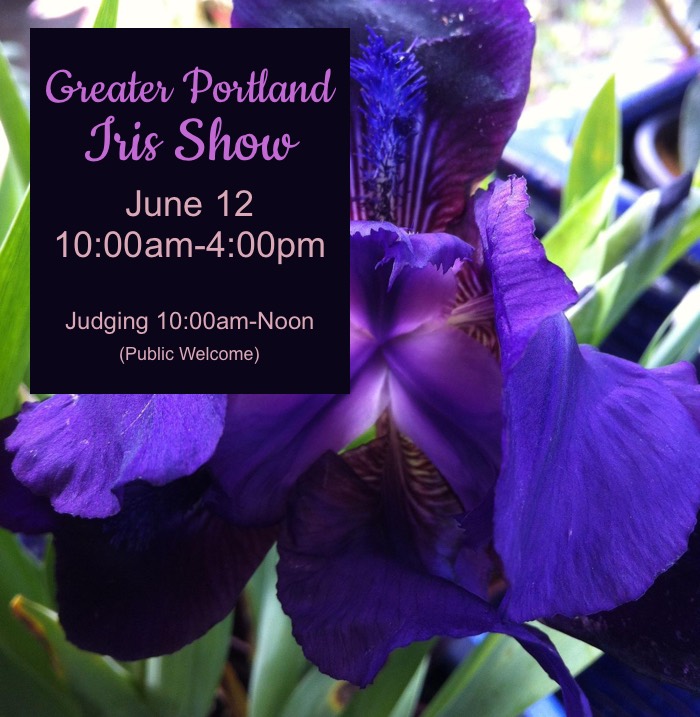 Greater Portland
Iris Show
June 12
10:00am-4:00pm
Judging 10:00am-Noon
(Public Welcome)